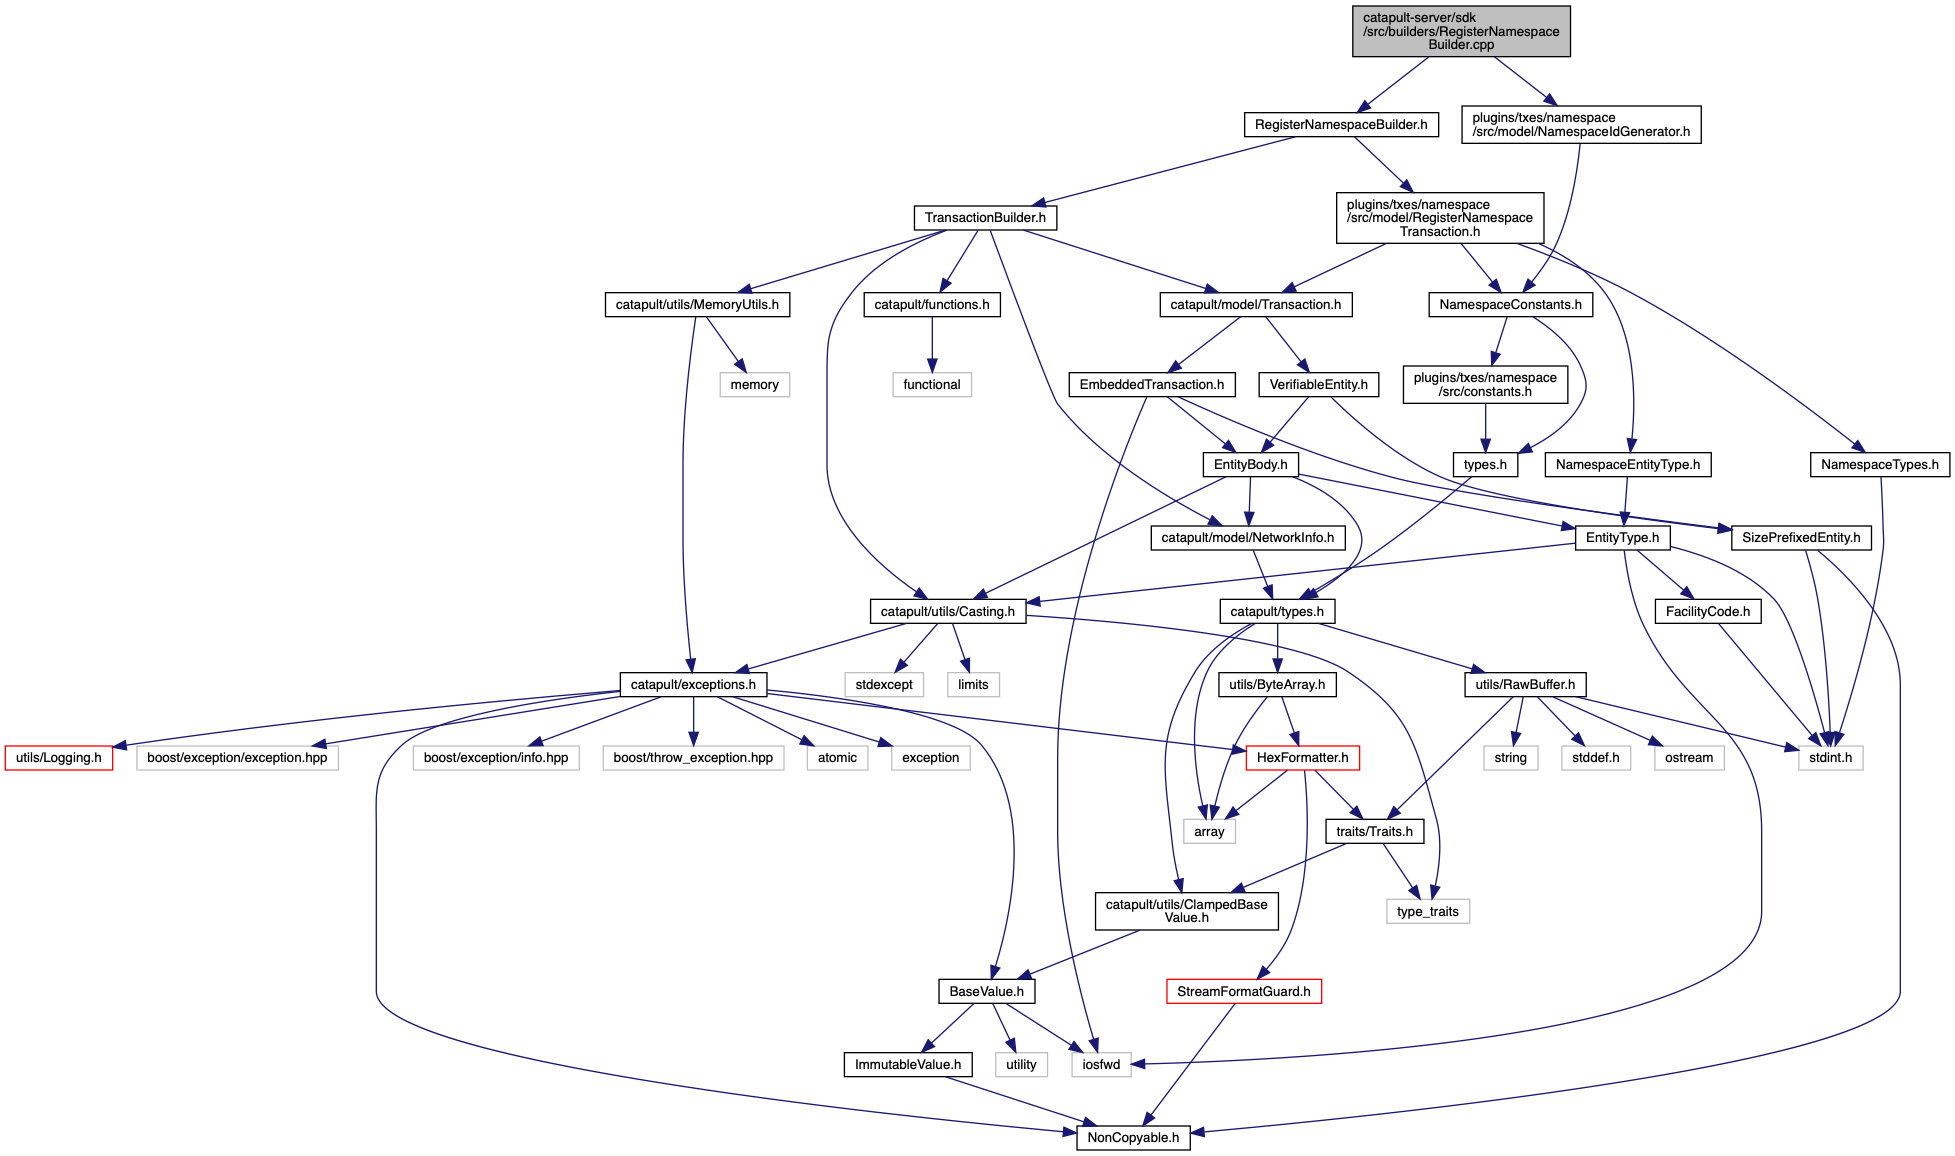 catapult-server/sdk
/src/builders/RegisterNamespace
Builder.cpp
RegisterNamespaceBuilder.h
plugins/txes/namespace
/src/model/NamespaceIdGenerator.h
TransactionBuilder.h
plugins/txes/namespace
/src/model/RegisterNamespace
Transaction.h
catapult/utils/MemoryUtils.h
catapult/functions.h
catapult/model/Transaction.h
NamespaceConstants.h
memory
functional
EmbeddedTransaction.h
VerifiableEntity.h
plugins/txes/namespace
/src/constants.h
EntityBody.h
types.h
NamespaceEntityType.h
NamespaceTypes.h
catapult/model/NetworkInfo.h
EntityType.h
SizePrefixedEntity.h
catapult/utils/Casting.h
catapult/types.h
FacilityCode.h
catapult/exceptions.h
stdexcept
limits
utils/ByteArray.h
utils/RawBuffer.h
utils/Logging.h
boost/exception/exception.hpp
boost/exception/info.hpp
boost/throw_exception.hpp
atomic
exception
HexFormatter.h
string
stddef.h
ostream
stdint.h
array
traits/Traits.h
catapult/utils/ClampedBase
Value.h
type_traits
BaseValue.h
StreamFormatGuard.h
ImmutableValue.h
utility
iosfwd
NonCopyable.h